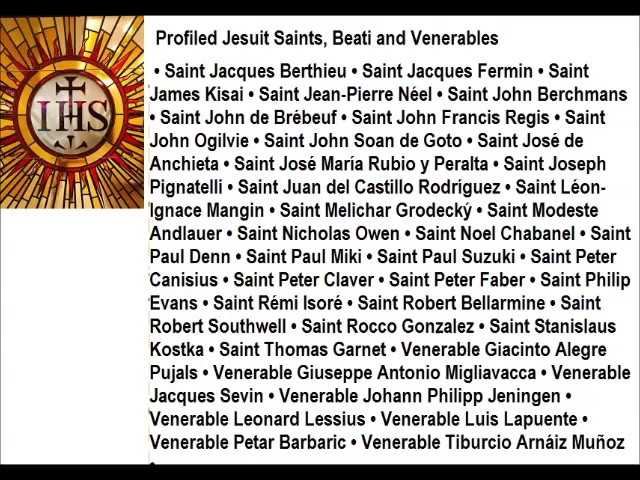 IHS
Profiled Jesuit Saints, Beati and Venerables
• Saint Jacques Berthieu • Saint Jacques Fermin • Saint
James Kisai • Saint Jean-Pierre Néel • Saint John Berchmans
• Saint John de Brébeuf • Saint John Francis Regis • Saint
John Ogilvie • Saint John Soan de Goto • Saint José de
Anchieta • Saint José María Rubio y Peralta • Saint Joseph
Pignatelli • Saint Juan del Castillo Rodríguez • Saint Léon-
Ignace Mangin • Saint Melichar Grodecký • Saint Modeste
Andlauer • Saint Nicholas Owen • Saint Noel Chabanel • Saint
Paul Denn • Saint Paul Miki • Saint Paul Suzuki • Saint Peter
Canisius • Saint Peter Claver • Saint Peter Faber • Saint Philip
Evans • Saint Rémi Isoré • Saint Robert Bellarmine • Saint
Robert Southwell • Saint Rocco Gonzalez • Saint Stanislaus
Kostka • Saint Thomas Garnet • Venerable Giacinto Alegre
Pujals • Venerable Giuseppe Antonio Migliavacca • Venerable
Jacques Sevin • Venerable Johann Philipp Jeningen •
Venerable Leonard Lessius • Venerable Luis Lapuente •
Venerable Petar Barbaric • Venerable Tiburcio Arnáiz Muñoz
•